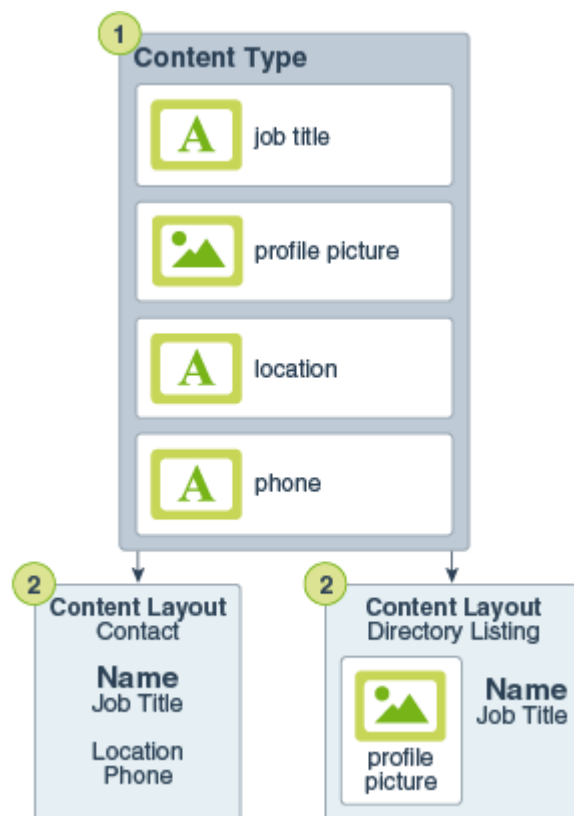 1
Content Type
A
job title
profile picture
A
location
A
phone
2
Content Layout
Contact
Name
Job Title
Location
Phone
2
Content Layout
Directory Listing
Name
Job Title
profile
picture